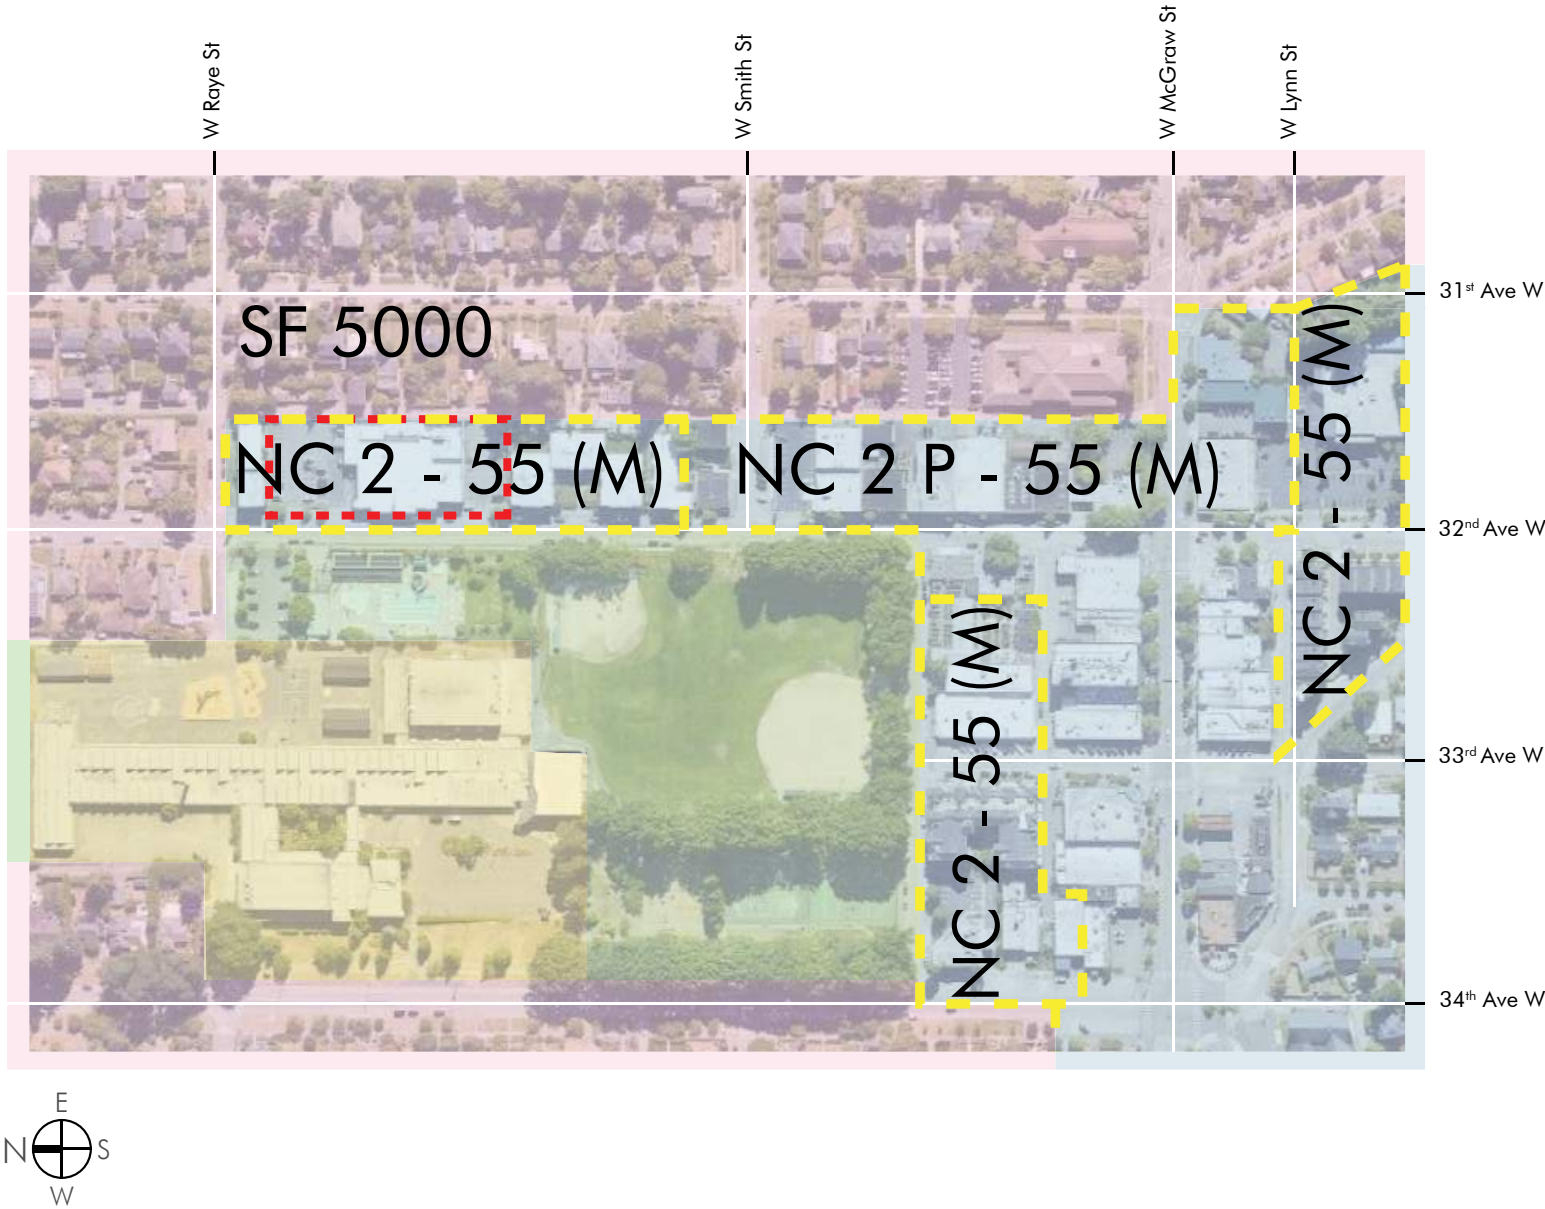 W Raye St
W Smith St
W McGraw St
W Lynn St
31st Ave W
SF 5000
NC 2 - 55 (M)
NC 2 P - 55 (M)
NC 2 - 55 (M)
32nd Ave W
NC 2 - 55 (M)
33rd Ave W
34th Ave W
E
N
S
W